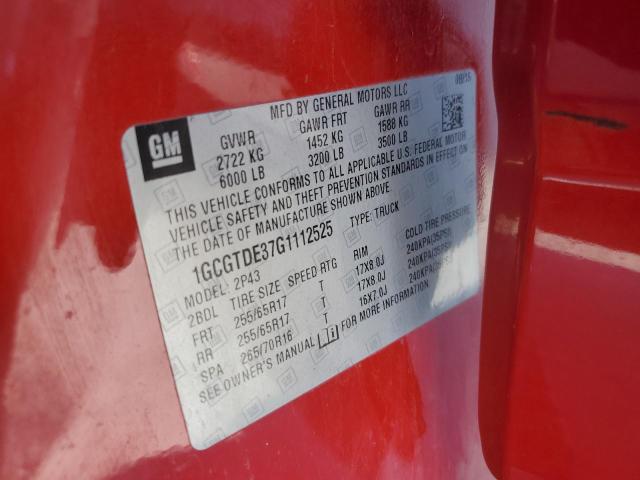 08/15
MFD BY GENERAL MOTORS LLC
GM
GVWR GAWR FRT GAWR RR
2722 KG 1452 KG 1588 KG
6000 LB 3200 LB 3500 LB
THIS VEHICLE CONFORMS TO ALL APPLICABLE U.S. FEDERAL MOTOR
VEHICLE SAFETY AND THEFT PREVENTION STANDARDS IN EFFECT ON
THE DATE OF MANUFACTURE SHOWN ABOVE.
1GCGTDE37G1112525 TYPE: TRUCK
MODEL: 2P43
2BDL TIRE SIZE SPEED RTG RIM COLD TIRE PRESSURE
FRT 255/65R17 T 17X8.0J 240KPA(35PSI)
RR 255/65R17 T 17X8.0J 240KPA(35PSI)
SPA 265/70R16 T 16X7.0J 240KPA(35PSI)
SEE OWNER'S MANUAL FOR MORE INFORMATION.